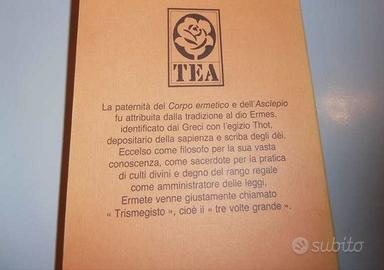 TEA
La paternità del Corpo ermetico e dell'Asclepio
fu attribuita dalla tradizione al dio Ermes,
identificato dai Greci con l'egizio Thot,
depositario della sapienza e scriba degli dèi.
Eccelso come filosofo per la sua vasta
conoscenza, come sacerdote per la pratica
di culti divini e degno del rango regale
come amministratore delle leggi,
Ermete venne giustamente chiamato
« Trismegisto », cioè il « tre volte grande ».
subito